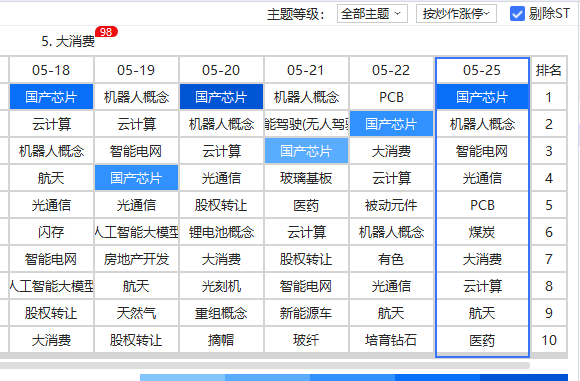 主题等级： 全部主题 按炒作涨停 剔除ST
5. 大消费 98
05-18 05-19 05-20 05-21 05-22 05-25 排名
国产芯片 机器人概念 国产芯片 机器人概念 PCB 国产芯片 1
云计算 云计算 机器人概念 能驾驶(无人驾驶 国产芯片 机器人概念 2
机器人概念 智能电网 云计算 国产芯片 大消费 智能电网 3
航天 国产芯片 光通信 玻璃基板 云计算 光通信 4
光通信 光通信 股权转让 医药 被动元件 PCB 5
闪存 人工智能大模型 锂电池概念 云计算 机器人概念 煤炭 6
智能电网 房地产开发 大消费 股权转让 有色 大消费 7
人工智能大模型 航天 光刻机 智能电网 光通信 云计算 8
股权转让 天然气 重组概念 新能源车 航天 航天 9
大消费 股权转让 摘帽 玻纤 培育钻石 医药 10